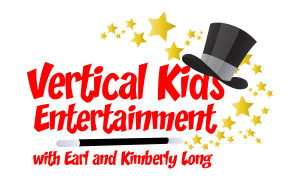 Vertical Kids
Entertainment
with Earl and Kimberly Long